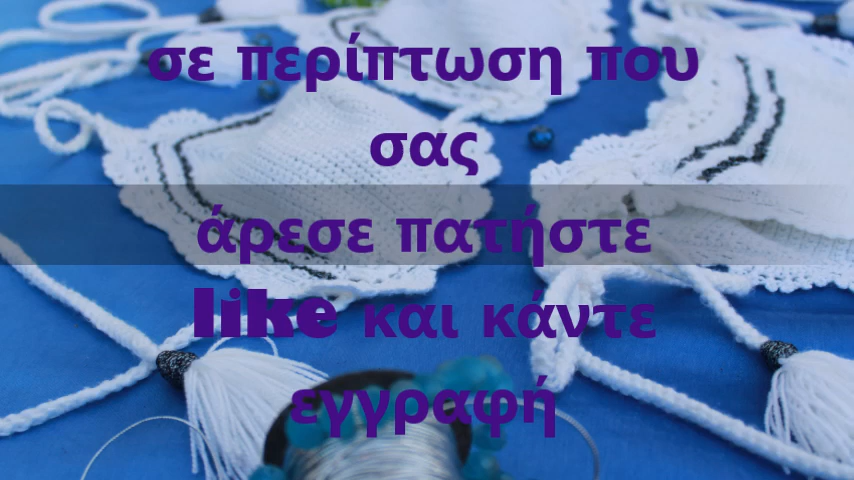 σε περίπτωση που
σας
άρεσε πατήστε
like και κάντε
εγγραφή